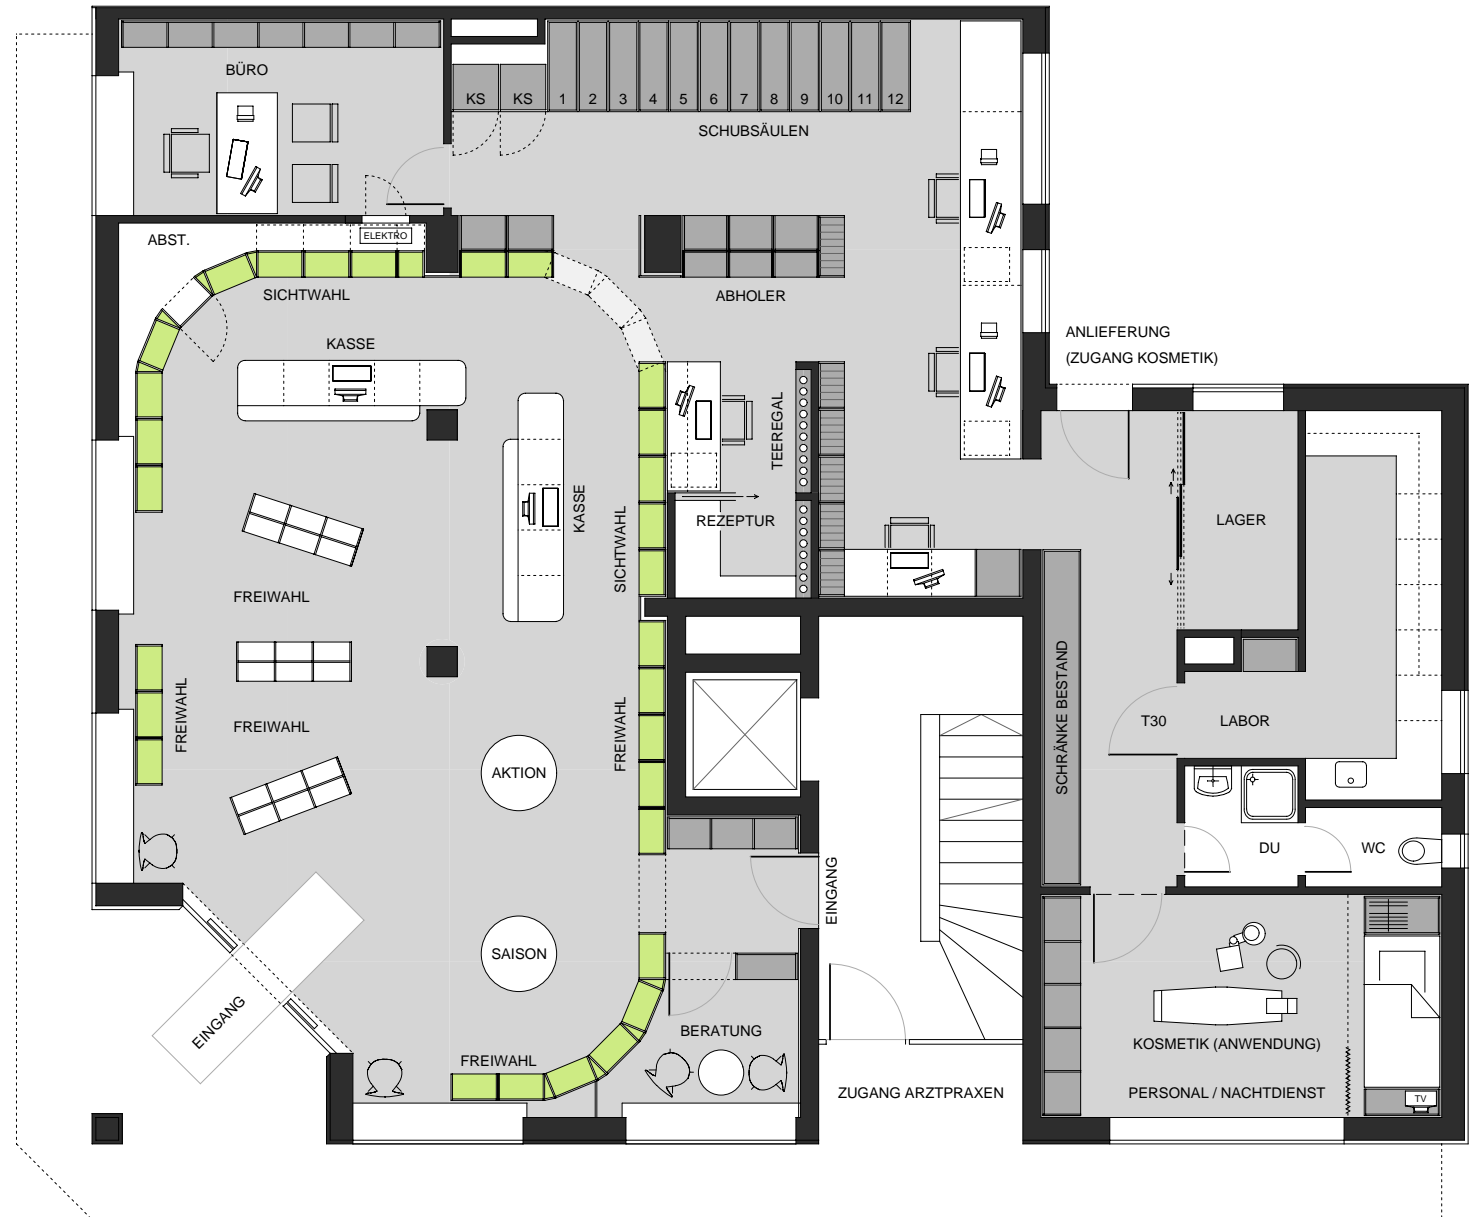 BÜRO
KS
KS
1
2
3
4
5
6
7
8
9
10
11
12
SCHUBSÄULEN
ABST.
ELEKTRO
SICHTWAHL
ABHOLER
KASSE
ANLIEFERUNG
(ZUGANG KOSMETIK)
TEEREGAL
KASSE
SICHTWAHL
REZEPTUR
LAGER
FREIWAHL
SCHRÄNKE BESTAND
FREIWAHL
FREIWAHL
FREIWAHL
T30
LABOR
AKTION
EINGANG
DU
WC
SAISON
EINGANG
BERATUNG
FREIWAHL
KOSMETIK (ANWENDUNG)
ZUGANG ARZTPRAXEN
PERSONAL / NACHTDIENST
TV